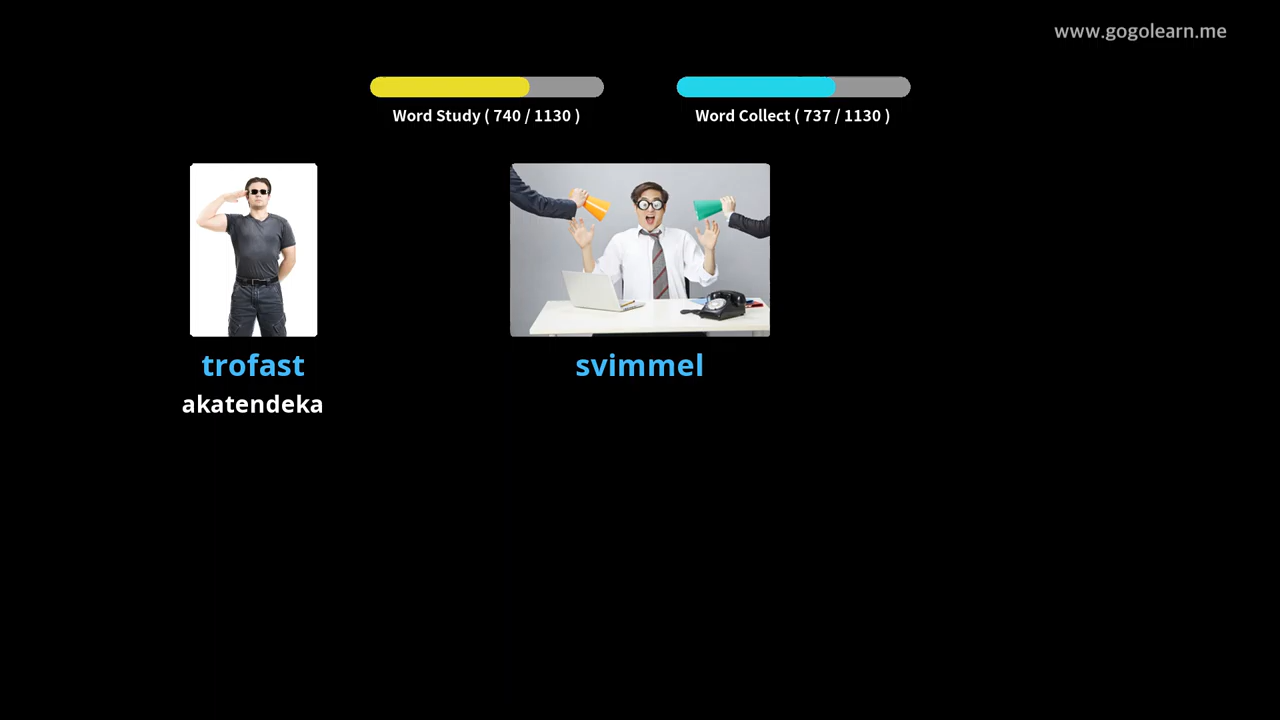 www.gogolearn.me
Word Study ( 740 / 1130 )
Word Collect ( 737 / 1130 )
trofast
svimmel
akatendeka